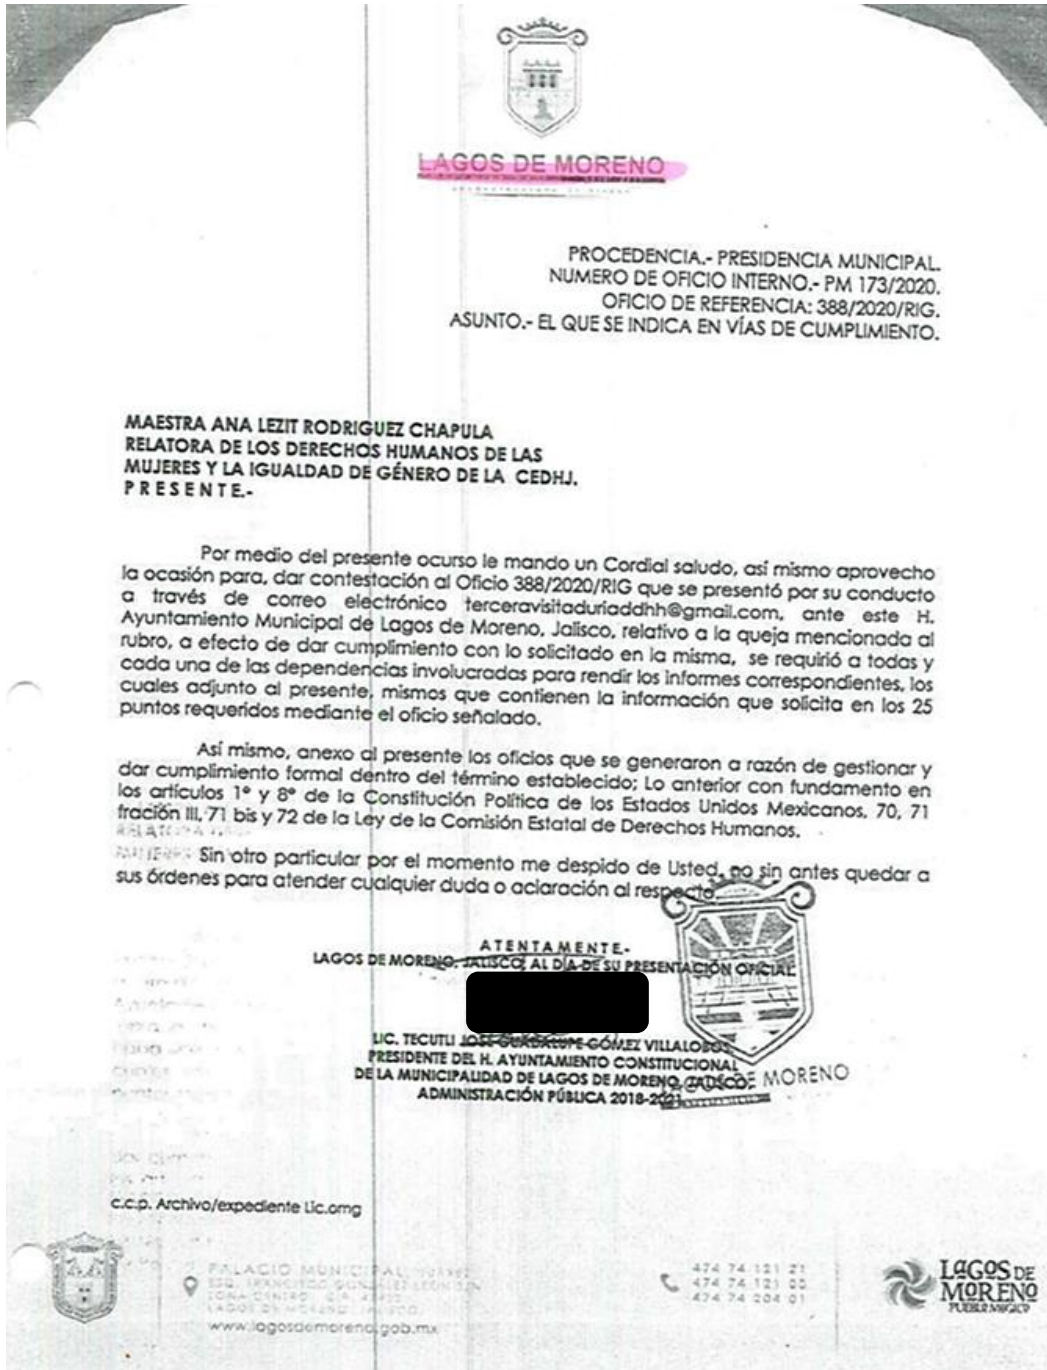 LAGOS DE MORENO
PROCEDENCIA.- PRESIDENCIA MUNICIPAL.
NUMERO DE OFICIO INTERNO.- PM 173/2020.
OFICIO DE REFERENCIA: 388/2020/RIG.
ASUNTO.- EL QUE SE INDICA EN VÍAS DE CUMPLIMIENTO.
MAESTRA ANA LEZIT RODRIGUEZ CHAPULA
RELATORA DE LOS DERECHOS HUMANOS DE LAS
MUJERES Y LA IGUALDAD DE GÉNERO DE LA CEDHJ.
P R E S E N T E.-
Por medio del presente ocurso le mando un Cordial saludo, así mismo aprovecho
la ocasión para, dar contestación al Oficio 388/2020/RIG que se presentó por su conducto
a través de correo electrónico terceravisitaduriaddhh@gmail.com, ante este H.
Ayuntamiento Municipal de Lagos de Moreno, Jalisco, relativo a la queja mencionada al
rubro, a efecto de dar cumplimiento con lo solicitado en la misma, se requirió a todas y
cada una de las dependencias involucradas para rendir los informes correspondientes, los
cuales adjunto al presente, mismos que contienen la información que solicita en los 25
puntos requeridos mediante el oficio señalado.
Así mismo, anexo al presente los oficios que se generaron a razón de gestionar y
dar cumplimiento formal dentro del término establecido; Lo anterior con fundamento en
los artículos 1° y 8° de la Constitución Política de los Estados Unidos Mexicanos, 70, 71
fración III, 71 bis y 72 de la Ley de la Comisión Estatal de Derechos Humanos.
Sin otro particular por el momento me despido de Usted, no sin antes quedar a
sus órdenes para atender cualquier duda o aclaración al respecto.
A T E N T A M E N T E.-
LAGOS DE MORENO, JALISCO; AL DÍA DE SU PRESENTACIÓN OFICIAL
LIC. TECUTLI JOSÉ GUADALUPE GÓMEZ VILLALOBOS.
PRESIDENTE DEL H. AYUNTAMIENTO CONSTITUCIONAL
DE LA MUNICIPALIDAD DE LAGOS DE MORENO, JALISCO.
DE MORENO
ADMINISTRACIÓN PÚBLICA 2018-2021
c.c.p. Archivo/expediente Lic.omg
PALACIO MUNICIPAL, JUÁREZ
ESQ. FRANCISCO GONZÁLEZ LEÓN
ZONA CENTRO
LAGOS DE MORENO, JALISCO.
www.lagosdemoreno.gob.mx
474 74 121 21
474 74 121 00
474 74 204 01
LAGOS DE
MORENO
PUEBLO MÁGICO